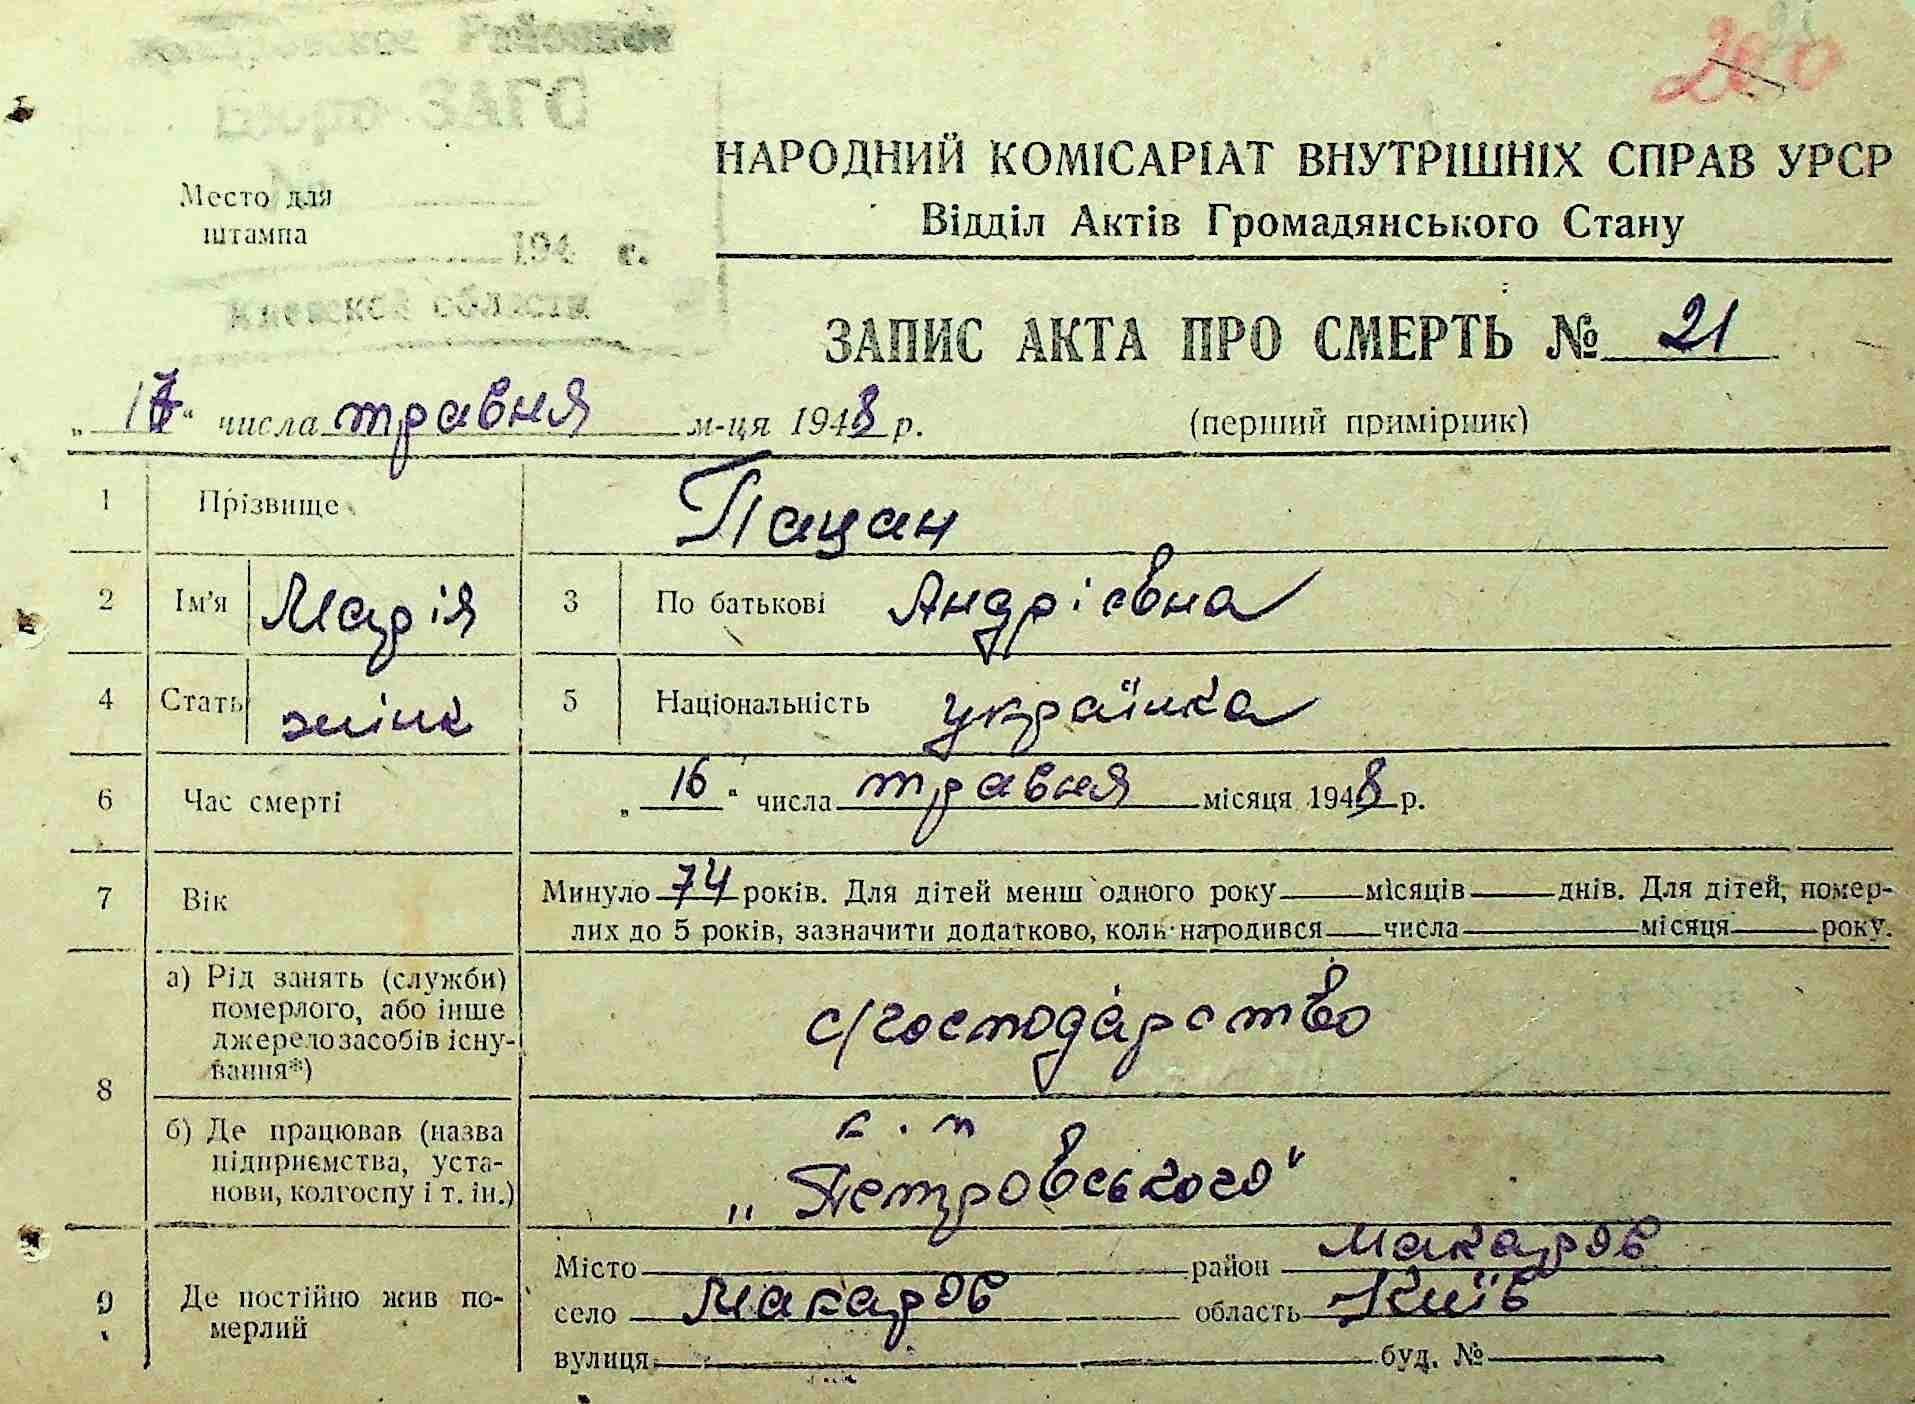 Районное
Бюро ЗАГС
Место для
штампа
194 г.
Киевской области
НАРОДНИЙ КОМІСАРІАТ ВНУТРІШНІХ СПРАВ УРСР
Відділ Актів Громадянського Стану
ЗАПИС АКТА ПРО СМЕРТЬ № 21
„17“ числа травня м-ця 1948 р. (перший примірник)
1 Прізвище Пацан
2 Ім'я Марія 3 По батькові Андрієвна
4 Стать жінк 5 Національність українка
6 Час смерті „16“ числа травня місяця 1948 р.
7 Вік Минуло 74 років. Для дітей менш одного року місяців днів. Для дітей, помер-
лих до 5 років, зазначити додатково, коли народився числа місяця року.
8 а) Рід занять (служби)
померлого, або інше
джерело засобів існу-
вання*)
с/господарство
б) Де працював (назва
підприємства, уста-
нови, колгоспу і т. ін.)
к. п
„Петровського"
9 Де постійно жив по-
мерлий
Місто район Макаров
село Макаров область Київ
вулиця буд. №